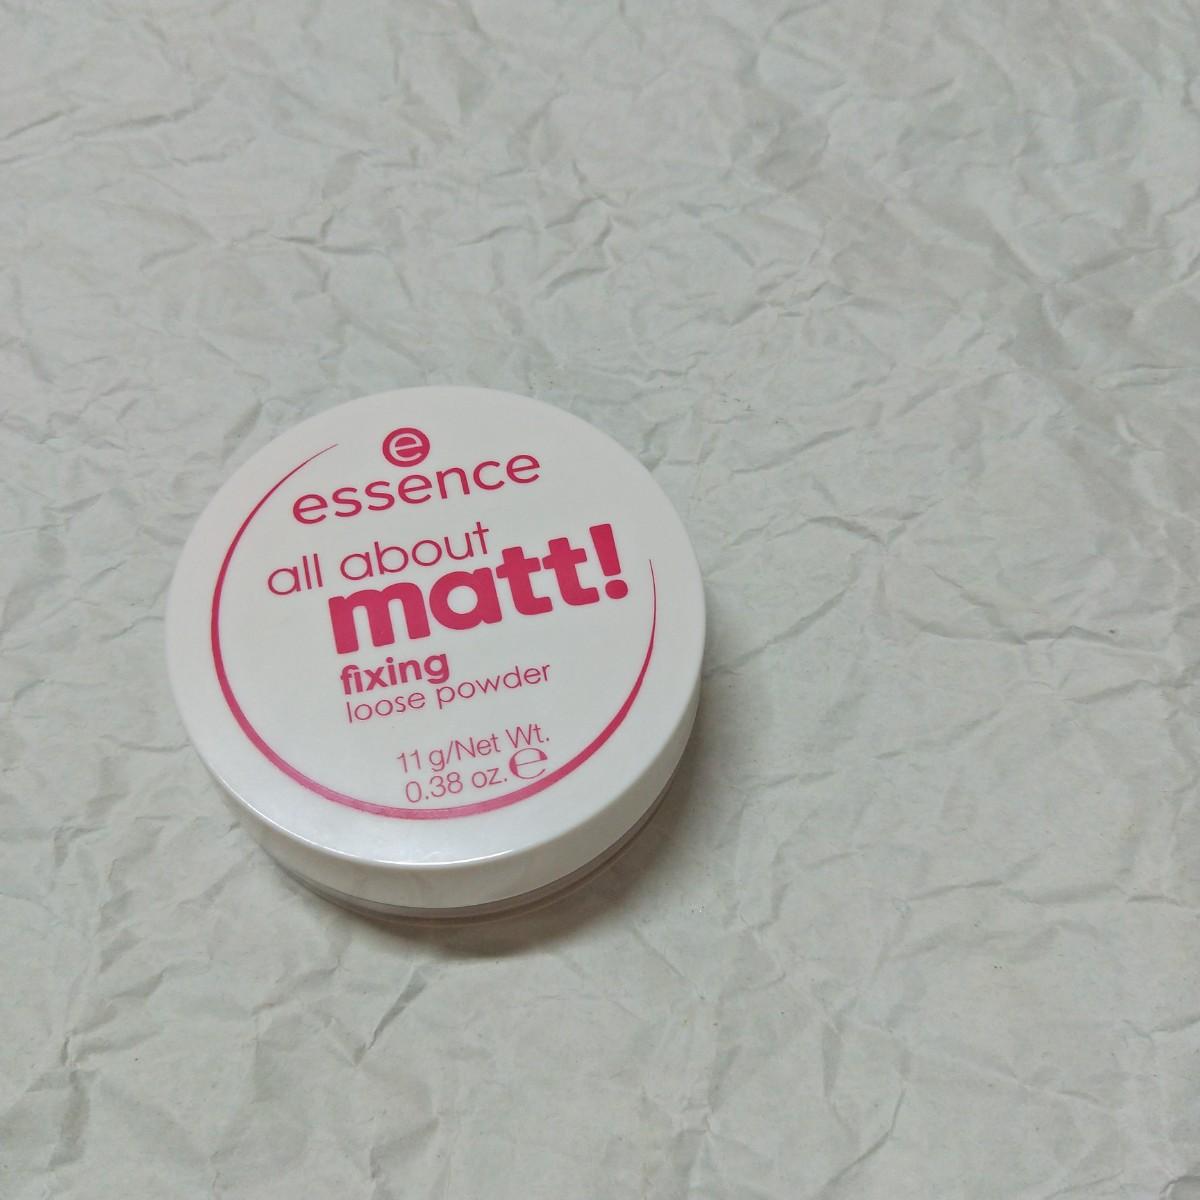 e
essence
all about
matt!
fixing
loose powder
11 g/Net Wt.
0.38 oz. ℮